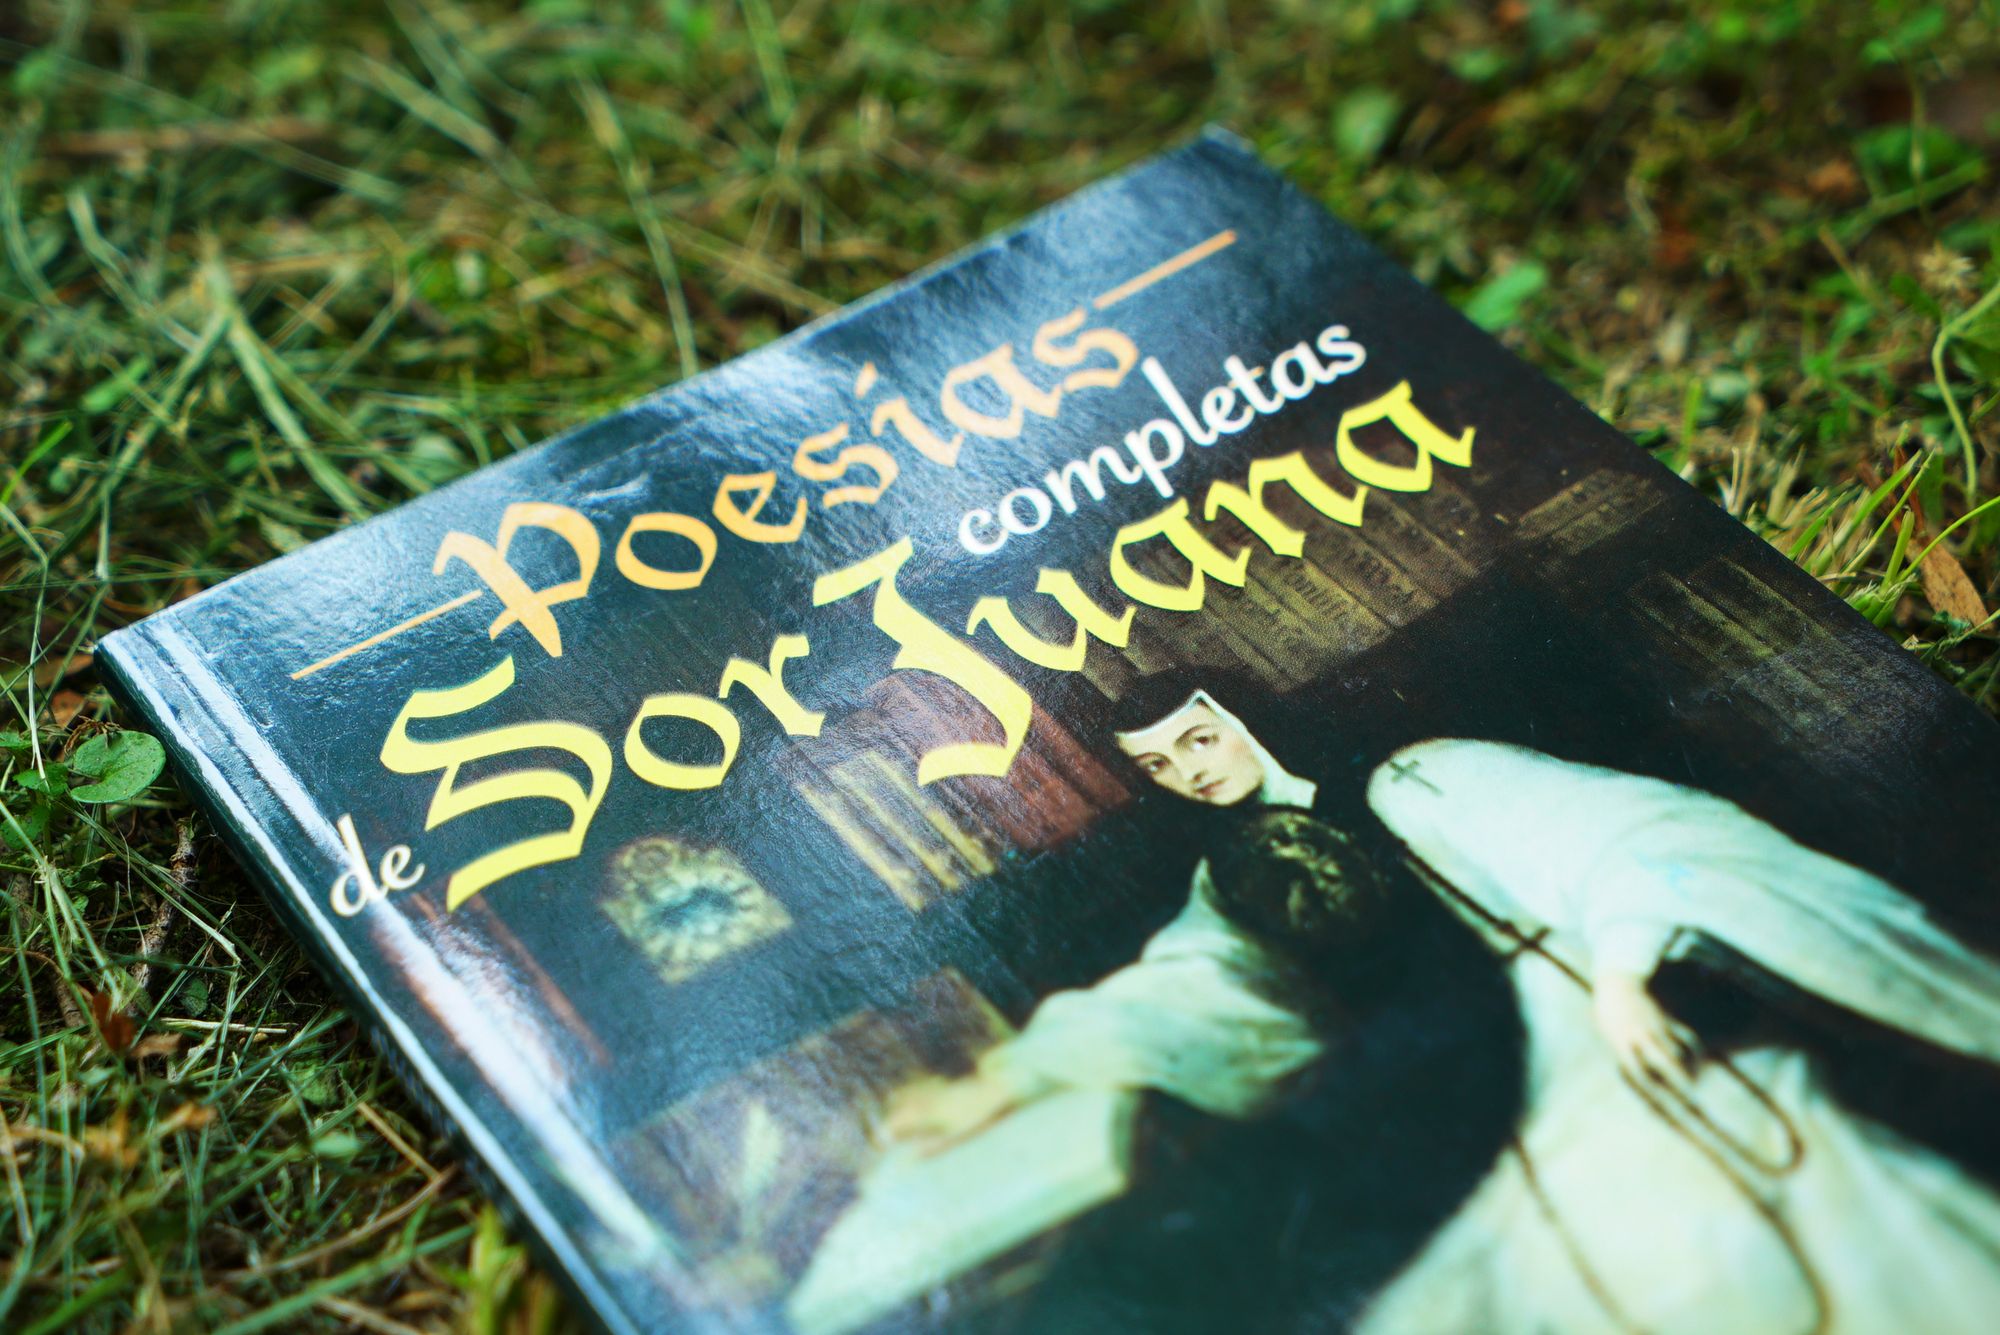 Poesías
completas
de Sor Juana